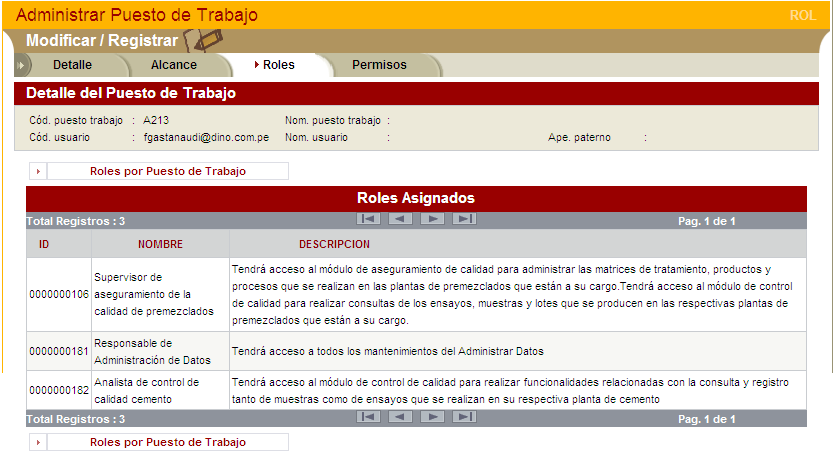 Administrar Puesto de Trabajo
ROL
Modificar / Registrar
Detalle Alcance Roles Permisos
Detalle del Puesto de Trabajo
Cód. puesto trabajo : A213 Nom. puesto trabajo :
Cód. usuario : fgastanaudi@dino.com.pe Nom. usuario : Ape. paterno :
Roles por Puesto de Trabajo
Roles Asignados
Total Registros : 3 Pag. 1 de 1
ID NOMBRE DESCRIPCION
0000000106
Supervisor de
aseguramiento de la
calidad de premezclados
Tendrá acceso al módulo de aseguramiento de calidad para administrar las matrices de tratamiento, productos y
procesos que se realizan en las plantas de premezclados que están a su cargo.Tendrá acceso al módulo de control
de calidad para realizar consultas de los ensayos, muestras y lotes que se producen en las respectivas plantas de
premezclados que están a su cargo.
0000000181
Responsable de
Administración de Datos
Tendrá acceso a todos los mantenimientos del Administrar Datos
0000000182
Analista de control de
calidad cemento
Tendrá acceso al módulo de control de calidad para realizar funcionalidades relacionadas con la consulta y registro
tanto de muestras como de ensayos que se realizan en su respectiva planta de cemento
Total Registros : 3 Pag. 1 de 1
Roles por Puesto de Trabajo